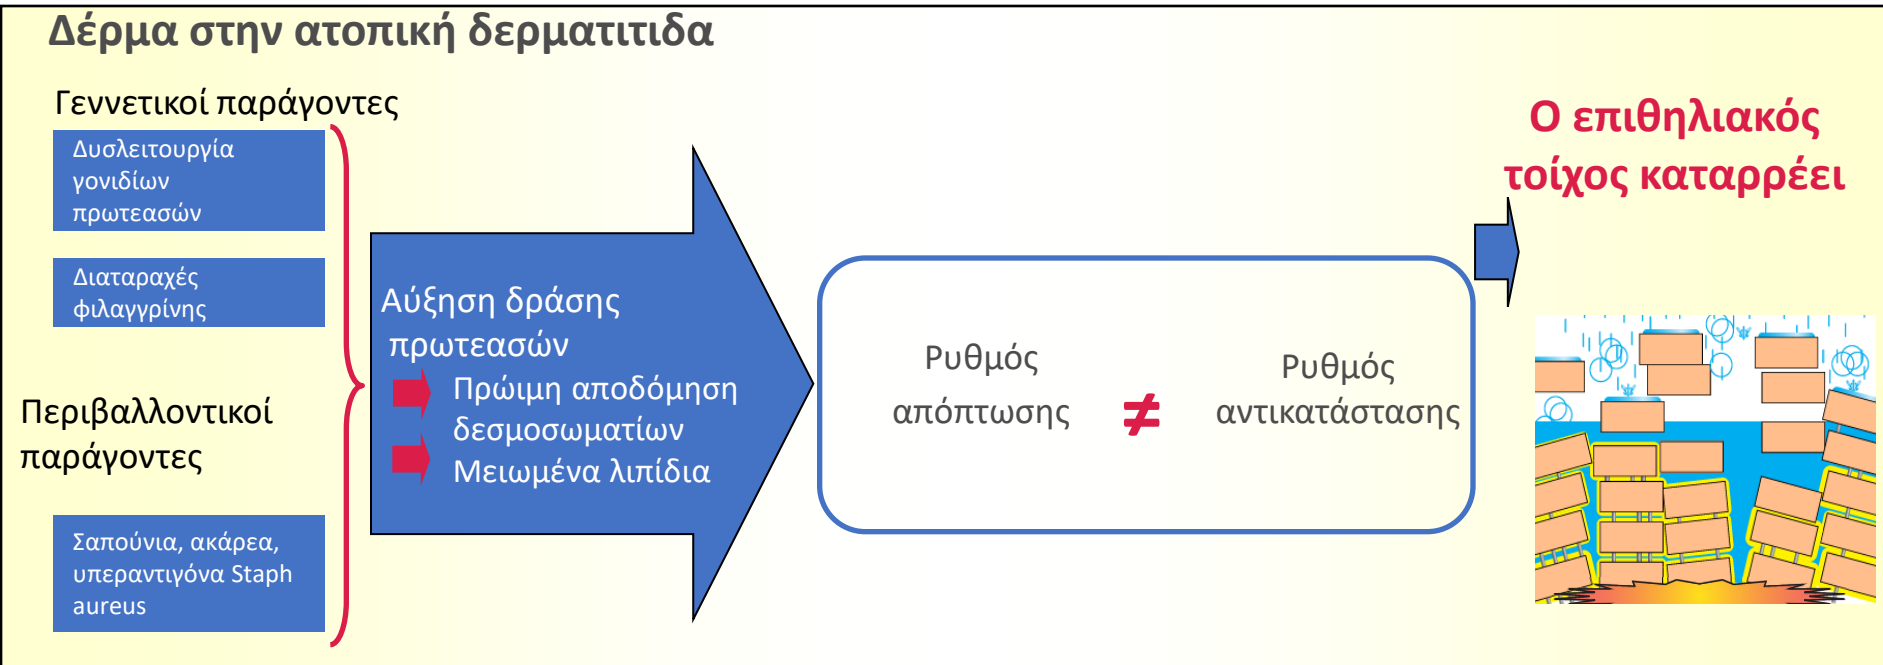 Δέρμα στην ατοπική δερματιτιδα
Γεννετικοί παράγοντες
Δυσλειτουργία
γονιδίων
πρωτεασών
Διαταραχές
φιλαγγρίνης
Περιβαλλοντικοί
παράγοντες
Σαπούνια, ακάρεα,
υπεραντιγόνα Staph
aureus
Αύξηση δράσης
πρωτεασών
Πρώιμη αποδόμηση
δεσμοσωματίων
Μειωμένα λιπίδια
Ρυθμός
απόπτωσης
≠
Ρυθμός
αντικατάστασης
Ο επιθηλιακός
τοίχος καταρρέει